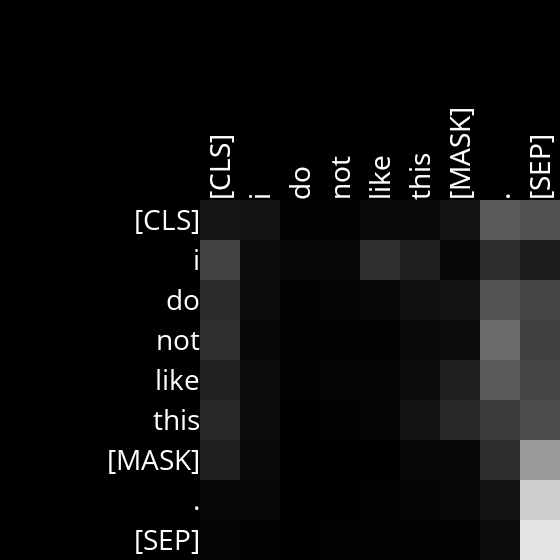 [CLS] i do not like this [MASK] . [SEP]
[CLS]
i
do
not
like
this
[MASK]
.
[SEP]